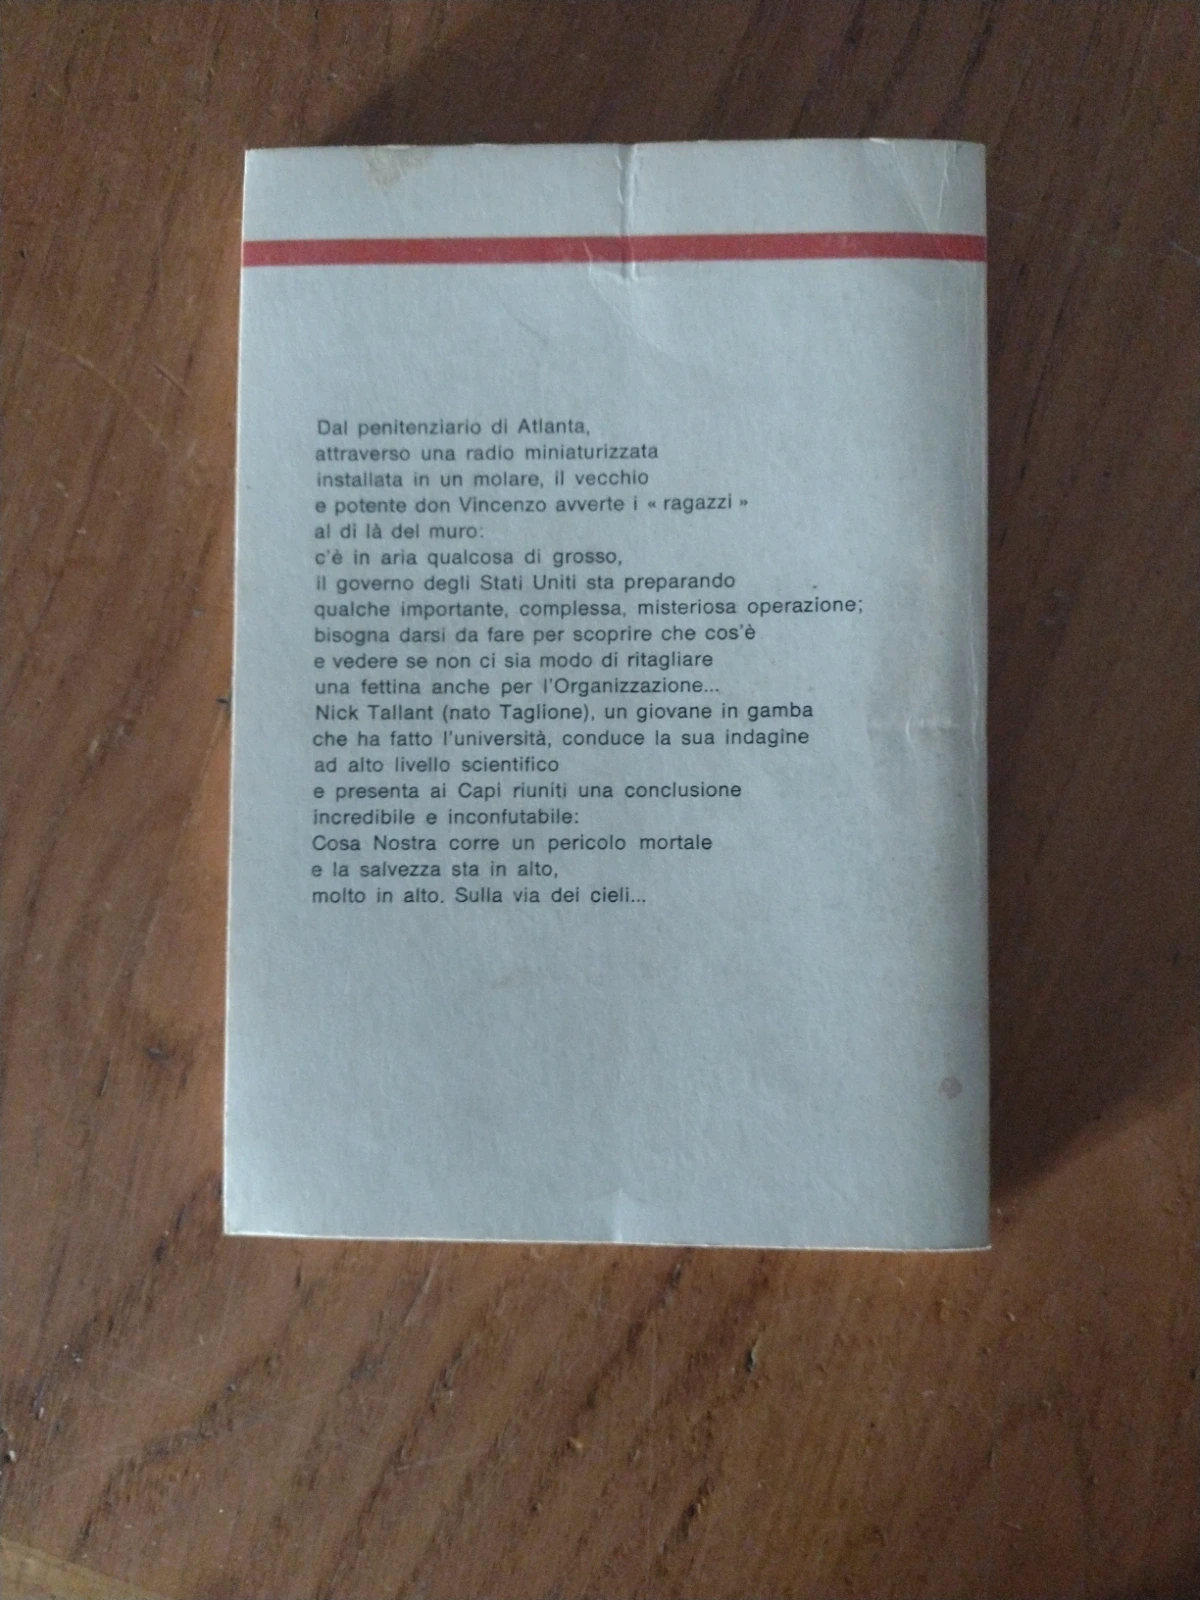 Dal penitenziario di Atlanta,
attraverso una radio miniaturizzata
installata in un molare, il vecchio
e potente don Vincenzo avverte i « ragazzi »
al di là del muro:
c'è in aria qualcosa di grosso,
il governo degli Stati Uniti sta preparando
qualche importante, complessa, misteriosa operazione;
bisogna darsi da fare per scoprire che cos'è
e vedere se non ci sia modo di ritagliare
una fettina anche per l'Organizzazione...
Nick Tallant (nato Taglione), un giovane in gamba
che ha fatto l'università, conduce la sua indagine
ad alto livello scientifico
e presenta ai Capi riuniti una conclusione
incredibile e inconfutabile:
Cosa Nostra corre un pericolo mortale
e la salvezza sta in alto,
molto in alto. Sulla via dei cieli...